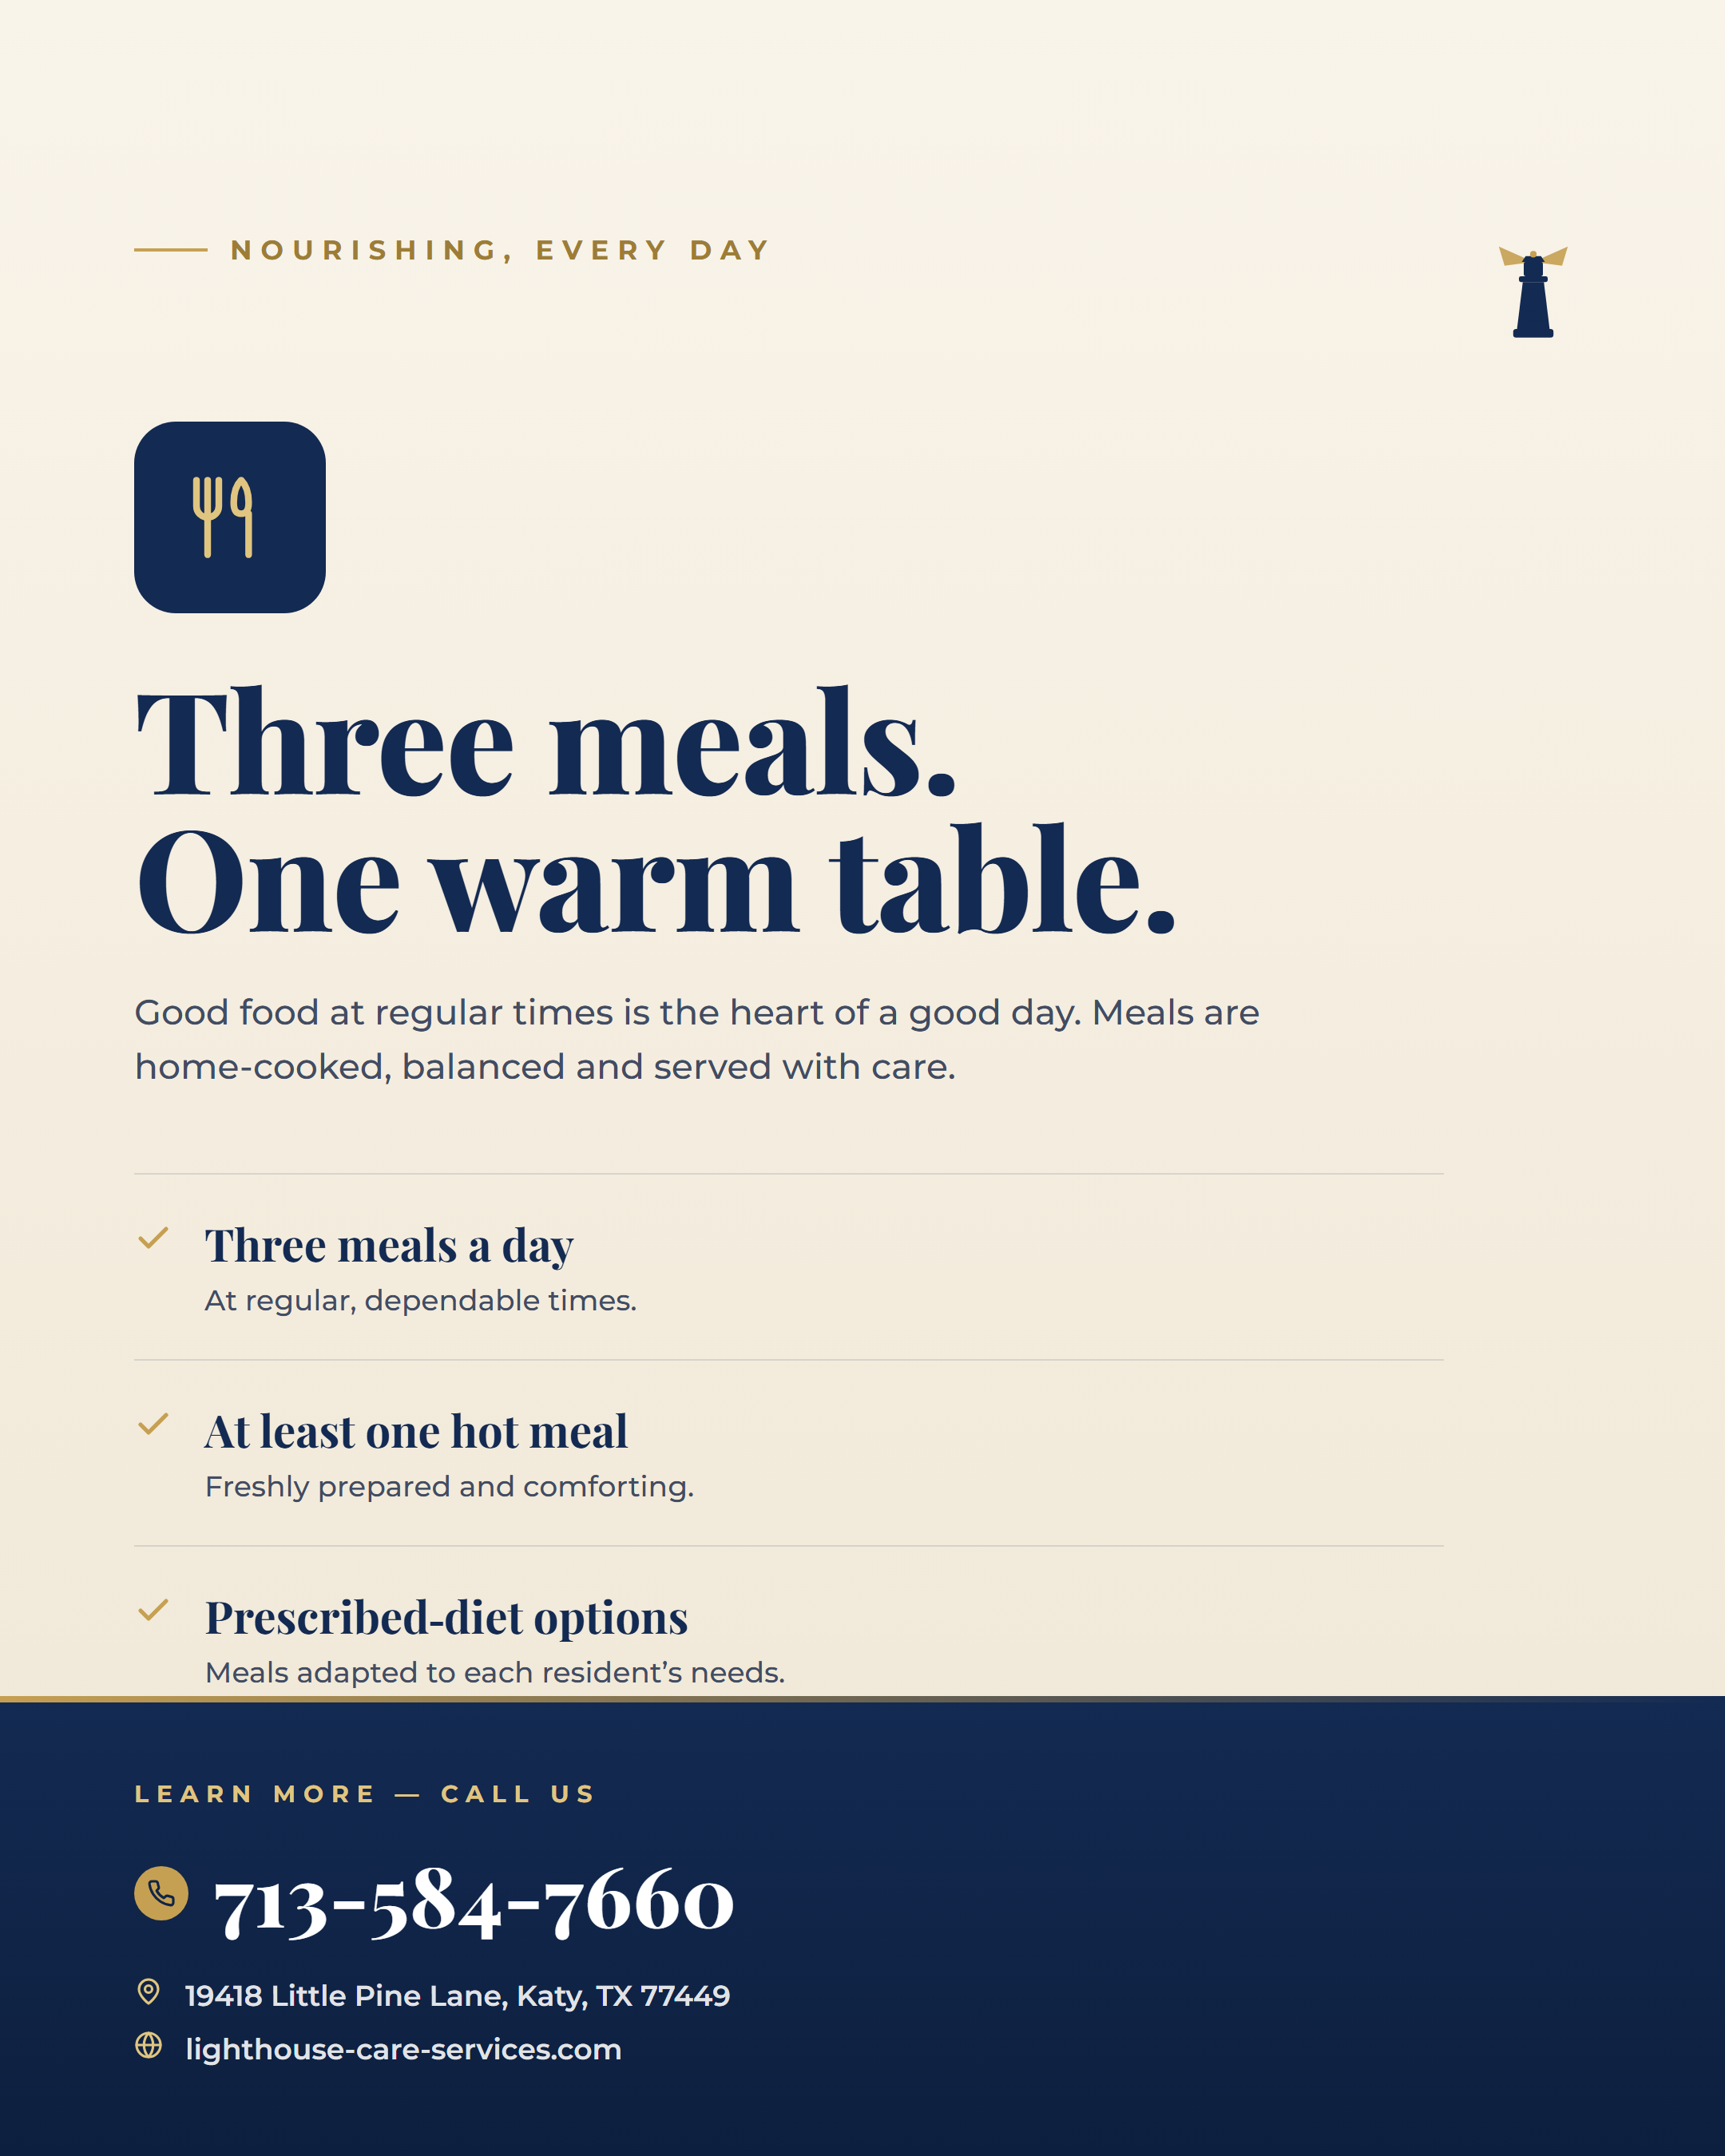 NOURISHING, EVERY DAY
Three meals.
One warm table.
Good food at regular times is the heart of a good day. Meals are
home-cooked, balanced and served with care.
Three meals a day
At regular, dependable times.
At least one hot meal
Freshly prepared and comforting.
Prescribed-diet options
Meals adapted to each resident’s needs.
LEARN MORE — CALL US
713-584-7660
19418 Little Pine Lane, Katy, TX 77449
lighthouse-care-services.com